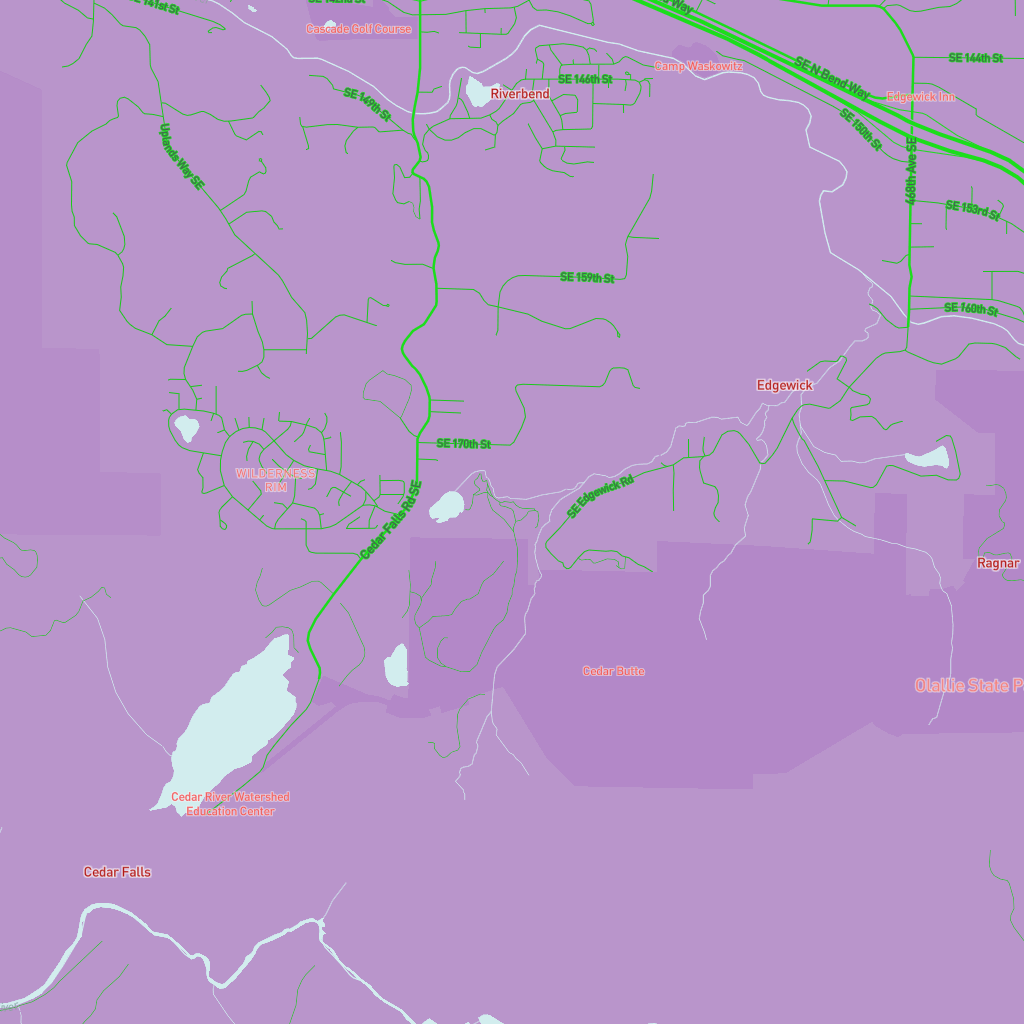 SE 141st St
SE 142nd St
Cascade Golf Course
SE 149th St
Riverbend
SE 146th St
Camp Waskowitz
SE N Bend Way
SE 144th St
Edgewick Inn
SE 150th St
468th Ave SE
Uplands Way SE
SE 153rd St
SE 159th St
SE 160th St
Edgewick
SE 170th St
WILDERNESS
RIM
Cedar Falls Rd SE
SE Edgewick Rd
Ragnar
Cedar Butte
Olallie State P
Cedar River Watershed
Education Center
Cedar Falls